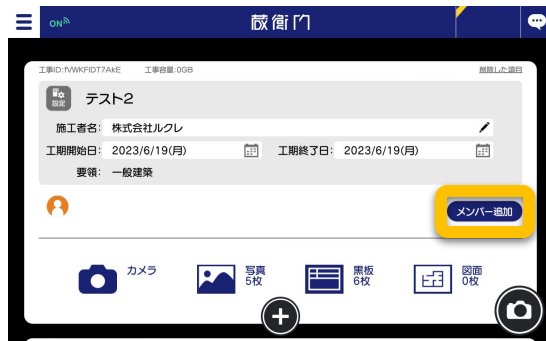 ON
蔵衛門
工事ID:fVWKFIDT7AkE 工事容量:0GB 削除した項目
設定 テスト2
施工者名: 株式会社ルクレ
工期開始日: 2023/6/19(月) 工期終了日: 2023/6/19(月)
要領: 一般建築
メンバー追加
カメラ 写真 黒板 図面
5枚 6枚 0枚